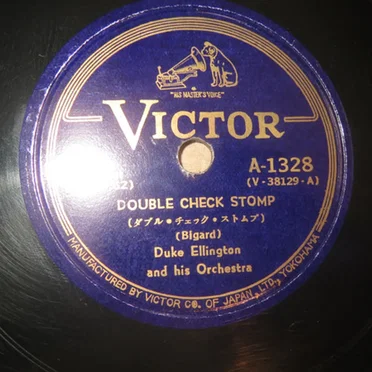 "HIS MASTER'S VOICE"
VICTOR
A-1328
(V-38129-A)
DOUBLE CHECK STOMP
(ダブル・チェック・ストムプ)
(Bigard)
Duke Ellington
and his Orchestra
MANUFACTURED BY VICTOR CO. OF JAPAN, LTD., YOKOHAMA